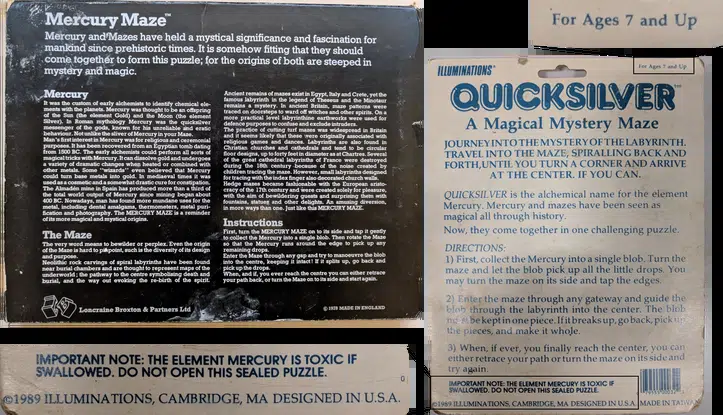 Mercury Maze™
Mercury and Mazes have held a mystical significance and fascination for
mankind since prehistoric times. It is somehow fitting that they should
come together to form this puzzle; for the origins of both are steeped in
mystery and magic.
Mercury
It was the custom of early alchemists to identify chemical ele-
ments with the planets. Mercury was thought to be an offspring
of the Sun (the element Gold) and the Moon (the element
Silver). In Roman mythology Mercury was the quicksilver
messenger of the gods, known for his unreliable and erratic
behaviour. Not unlike the sliver of Mercury in your Maze.
Man's first interest in Mercury was for religious and ceremonial
purposes. It has been recovered from an Egyptian tomb dating
from 1500 BC. The early alchemists could perform all sorts of
magical tricks with Mercury. It can dissolve gold and undergo
a variety of dramatic changes when heated or combined with
other metals. Some "wizards" even believed that Mercury
could turn base metals into gold. In mediaeval times it was
used as a cosmetic and a somewhat drastic cure for constipation.
The Almaden mine in Spain has produced more than a third of
the total world output of mercury since mining began about
400 BC. Nowadays, man has found more mundane uses for the
metal, including dental amalgams, thermometers, metal puri-
fication and photography. The MERCURY MAZE is a reminder
of its more magical and mystical origins.
The Maze
The very word means to bewilder or perplex. Even the origin
of the Maze is hard to pinpoint, such is the diversity of its design
and purpose.
Neolithic rock carvings of spiral labyrinths have been found
near burial chambers and are thought to represent maps of the
underworld; the pathway to the centre symbolising death and
burial, and the way out evoking the re-birth of the spirit.
Ancient remains of mazes exist in Egypt, Italy and Crete, yet the
famous labyrinth in the legend of Theseus and the Minotaur
remains a mystery. In ancient Britain, maze patterns were
traced on doorsteps to ward off witches and other spirits. On a
more practical level labyrinthine earthworks were used for
defence purposes to confuse and exclude intruders.
The practice of cutting turf mazes was widespread in Britain
and it seems likely that these were originally associated with
religious games and dances. Labyrinths are also found in
Christian churches and cathedrals and tend to be circular
floor designs, up to forty feet in diameter as at Chartres. Several
of the great cathedral labyrinths of France were destroyed
during the 18th century because of the noise created by
children tracing the maze. However, small labyrinths designed
for tracing with the index finger also decorated church walls.
Hedge mazes became fashionable with the European aristo-
cracy of the 17th century and were created solely for pleasure,
with the aim of bewildering people and surprising them with
fountains, statues and other delights. An amusing diversion,
in more ways than one. Just like this MERCURY MAZE.
Instructions
First, turn the MERCURY MAZE on to its side and tap it gently
to collect the Mercury into a single blob. Then rotate the Maze
so that the Mercury runs around the edge to pick up any
remaining drops.
Enter the Maze through any gap and try to manoeuvre the blob
into the centre, keeping it intact! If it splits up, go back and
pick up the drops.
When, and if, you ever reach the centre you can either retrace
your path back, or turn the Maze on to its side and start again.
Loncraine Broxton & Partners Ltd
© 1978 MADE IN ENGLAND
IMPORTANT NOTE: THE ELEMENT MERCURY IS TOXIC IF
SWALLOWED. DO NOT OPEN THIS SEALED PUZZLE.
©1989 ILLUMINATIONS, CAMBRIDGE, MA DESIGNED IN U.S.A.
For Ages 7 and Up
ILLUMINATIONS®
For Ages 7 and Up
QUICKSILVER™
A Magical Mystery Maze
JOURNEY INTO THE MYSTERY OF THE LABYRINTH.
TRAVEL INTO THE MAZE, SPIRALLING BACK AND
FORTH, UNTIL YOU TURN A CORNER AND ARRIVE
AT THE CENTER. IF YOU CAN.
QUICKSILVER is the alchemical name for the element
Mercury. Mercury and mazes have been seen as
magical all through history.
Now, they come together in one challenging puzzle.
DIRECTIONS:
1) First, collect the Mercury into a single blob. Turn the
maze and let the blob pick up all the little drops. You
may turn the maze on its side and tap the edges.
2) Enter the maze through any gateway and guide the
blob through the labyrinth into the center. The blob
must be kept in one piece. If it breaks up, go back, pick up
the pieces, and make it whole.
3) When, if ever, you finally reach the center, you can
either retrace your path or turn the maze on its side and
try again.
IMPORTANT NOTE: THE ELEMENT MERCURY IS TOXIC IF
SWALLOWED. DO NOT OPEN THIS SEALED PUZZLE.
©1989 ILLUMINATIONS, CAMBRIDGE, MA DESIGNED IN U.S.A. MADE IN TAIWAN